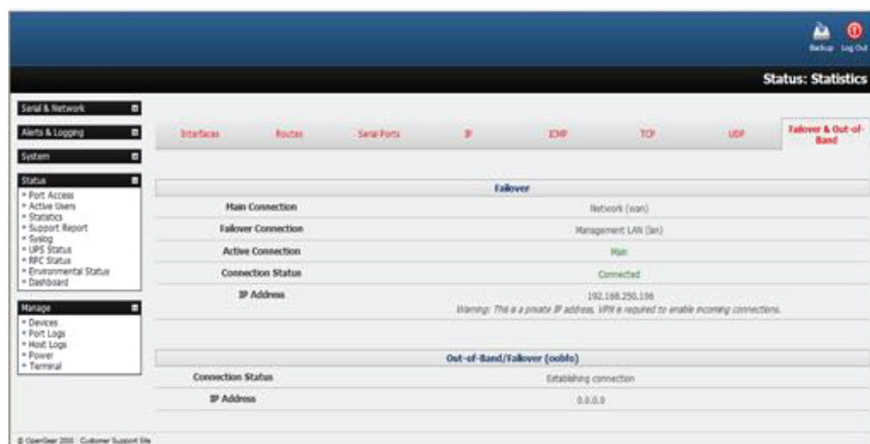 Backup Log Out
Status: Statistics
Serial & Network
Alerts & Logging
System
Status
Port Access
Active Users
Statistics
Support Report
Syslog
UPS Status
RPC Status
Environmental Status
Dashboard
Manage
Devices
Port Logs
Host Logs
Power
Terminal
Interfaces Routes Serial Ports IP ICMP TCP UDP Failover & Out-of-
Band
Failover
Main Connection Network (wan)
Failover Connection Management LAN (lan)
Active Connection Main
Connection Status Connected
IP Address 192.168.250.196
Warning: This is a private IP address, VPN is required to enable incoming connections.
Out-of-Band/Failover (oobfo)
Connection Status Establishing connection
IP Address 0.0.0.0
© OpenGear 2010 Customer Support Site